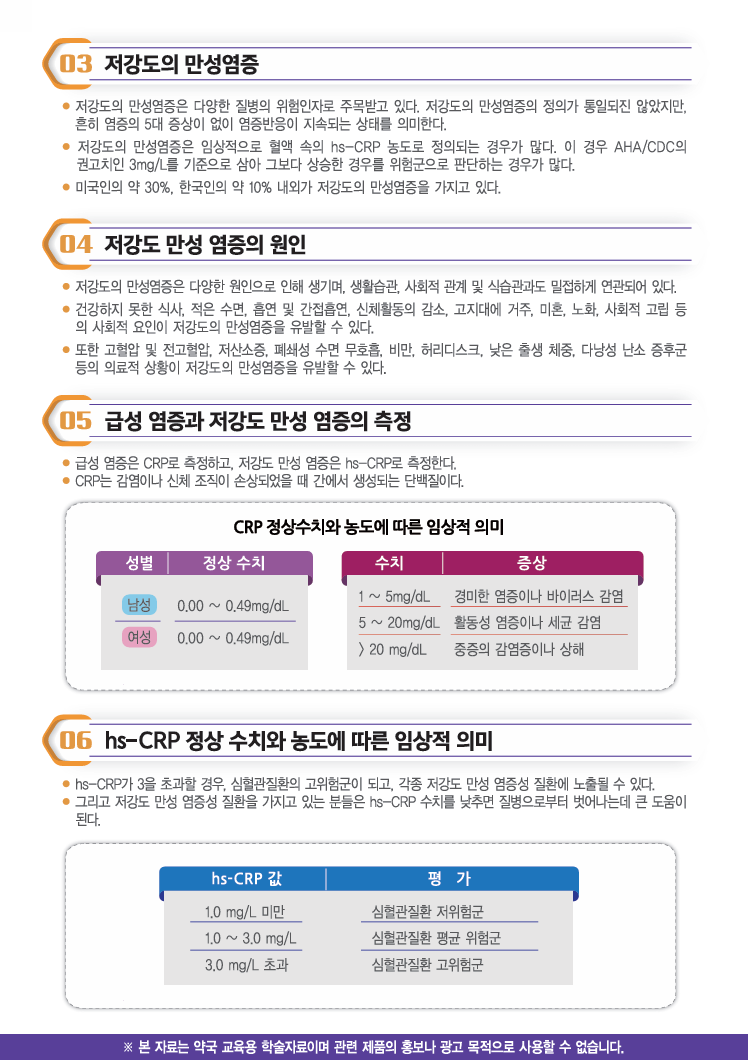 03 저강도의 만성염증
● 저강도의 만성염증은 다양한 질병의 위험인자로 주목받고 있다. 저강도의 만성염증의 정의가 통일되진 않았지만,
흔히 염증의 5대 증상이 없이 염증반응이 지속되는 상태를 의미한다.
● 저강도의 만성염증은 임상적으로 혈액 속의 hs-CRP 농도로 정의되는 경우가 많다. 이 경우 AHA/CDC의
권고치인 3mg/L를 기준으로 삼아 그보다 상승한 경우를 위험군으로 판단하는 경우가 많다.
● 미국인의 약 30%, 한국인의 약 10% 내외가 저강도의 만성염증을 가지고 있다.
04 저강도 만성 염증의 원인
● 저강도의 만성염증은 다양한 원인으로 인해 생기며, 생활습관, 사회적 관계 및 식습관과도 밀접하게 연관되어 있다.
● 건강하지 못한 식사, 적은 수면, 흡연 및 간접흡연, 신체활동의 감소, 고지대에 거주, 미혼, 노화, 사회적 고립 등
의 사회적 요인이 저강도의 만성염증을 유발할 수 있다.
● 또한 고혈압 및 전고혈압, 저산소증, 폐쇄성 수면 무호흡, 비만, 허리디스크, 낮은 출생 체중, 다낭성 난소 증후군
등의 의료적 상황이 저강도의 만성염증을 유발할 수 있다.
05 급성 염증과 저강도 만성 염증의 측정
● 급성 염증은 CRP로 측정하고, 저강도 만성 염증은 hs-CRP로 측정한다.
● CRP는 감염이나 신체 조직이 손상되었을 때 간에서 생성되는 단백질이다.
CRP 정상수치와 농도에 따른 임상적 의미
성별 정상 수치
남성 0.00 ~ 0.49mg/dL
여성 0.00 ~ 0.49mg/dL
수치 증상
1 ~ 5mg/dL 경미한 염증이나 바이러스 감염
5 ~ 20mg/dL 활동성 염증이나 세균 감염
> 20 mg/dL 중증의 감염증이나 상해
06 hs-CRP 정상 수치와 농도에 따른 임상적 의미
● hs-CRP가 3을 초과할 경우, 심혈관질환의 고위험군이 되고, 각종 저강도 만성 염증성 질환에 노출될 수 있다.
● 그리고 저강도 만성 염증성 질환을 가지고 있는 분들은 hs-CRP 수치를 낮추면 질병으로부터 벗어나는데 큰 도움이
된다.
hs-CRP 값 평 가
1.0 mg/L 미만 심혈관질환 저위험군
1.0 ~ 3.0 mg/L 심혈관질환 평균 위험군
3.0 mg/L 초과 심혈관질환 고위험군
※ 본 자료는 약국 교육용 학술자료이며 관련 제품의 홍보나 광고 목적으로 사용할 수 없습니다.